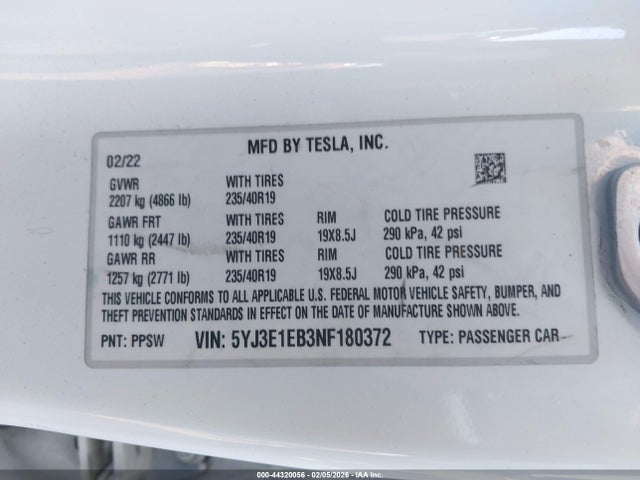 MFD BY TESLA, INC.
02/22
GVWR WITH TIRES
2207 kg (4866 lb) 235/40R19
GAWR FRT WITH TIRES RIM COLD TIRE PRESSURE
1110 kg (2447 lb) 235/40R19 19X8.5J 290 kPa, 42 psi
GAWR RR WITH TIRES RIM COLD TIRE PRESSURE
1257 kg (2771 lb) 235/40R19 19X8.5J 290 kPa, 42 psi
THIS VEHICLE CONFORMS TO ALL APPLICABLE U.S. FEDERAL MOTOR VEHICLE SAFETY, BUMPER, AND
THEFT PREVENTION STANDARDS IN EFFECT ON THE DATE OF MANUFACTURE SHOWN ABOVE.
PNT: PPSW VIN: 5YJ3E1EB3NF180372 TYPE: PASSENGER CAR
000-44320056 - 02/05/2026 - IAA Inc.